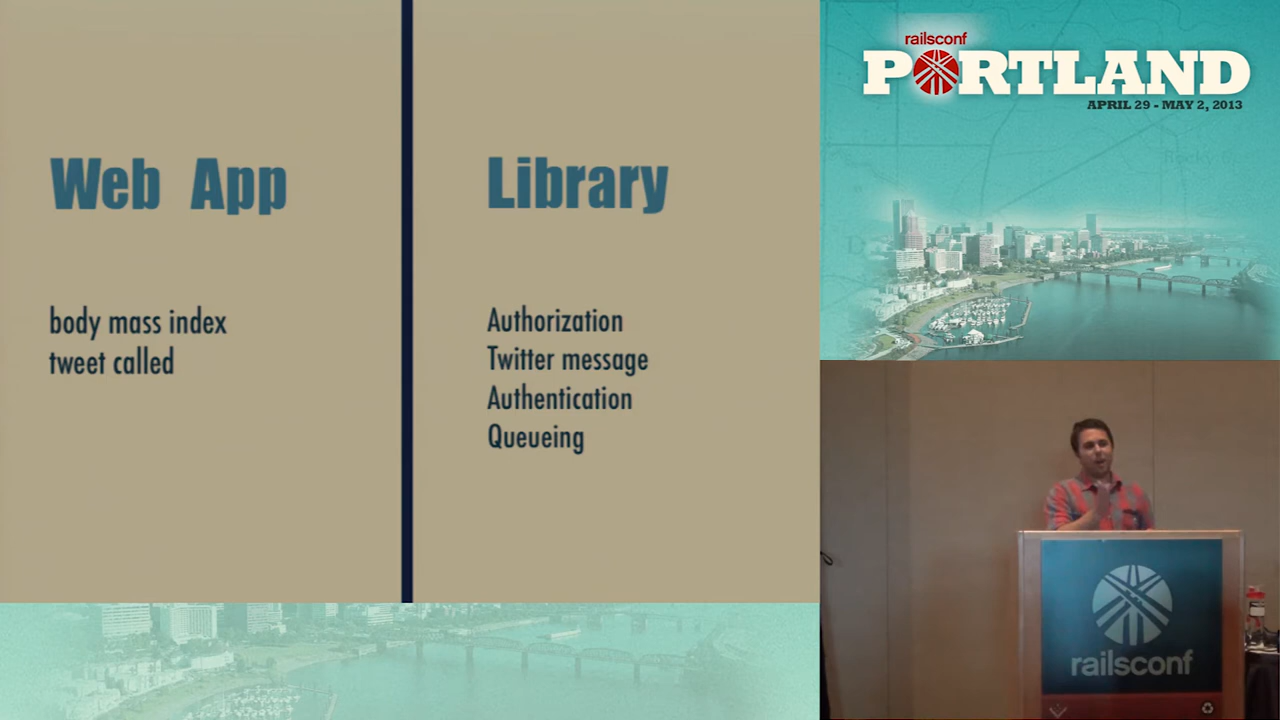 Web App
body mass index
tweet called
Library
Authorization
Twitter message
Authentication
Queueing
railsconf
PORTLAND
APRIL 29 - MAY 2, 2013
railsconf